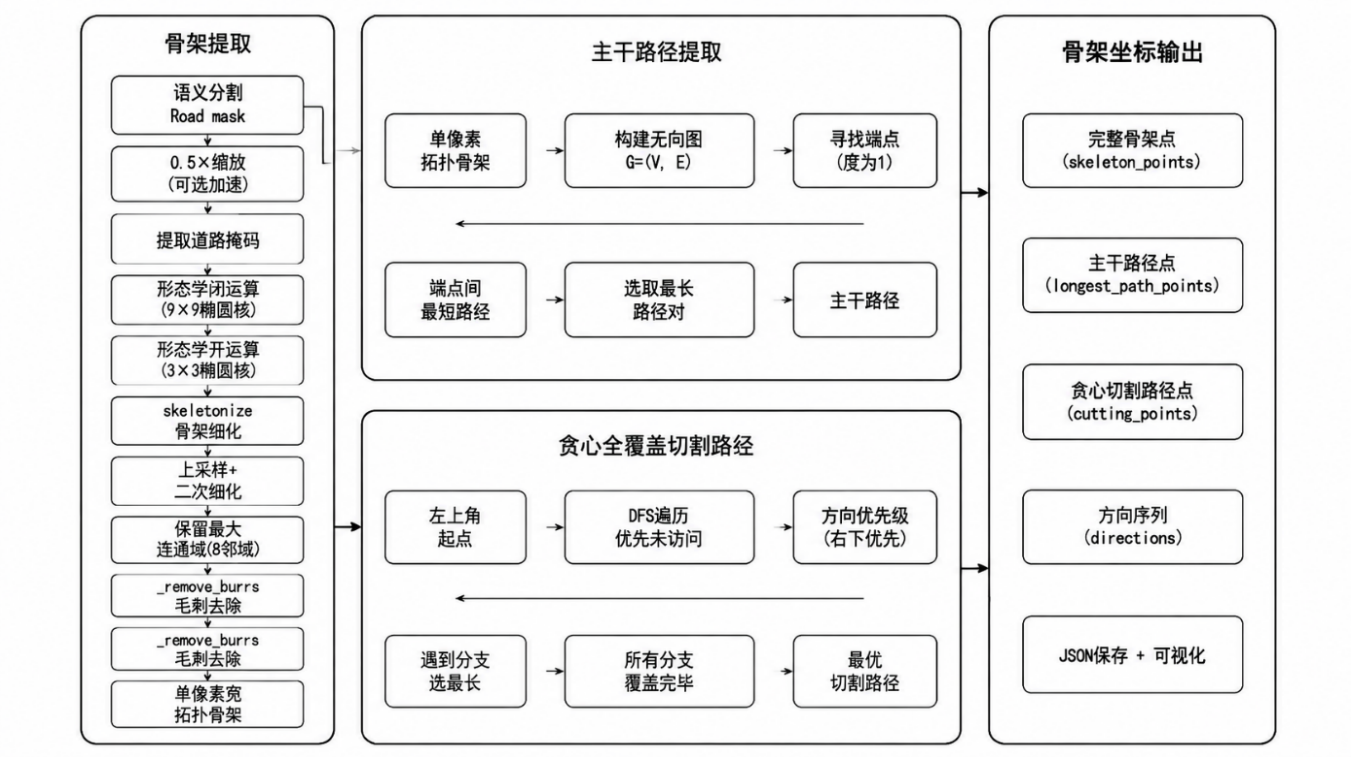 骨架提取
语义分割
Road mask
0.5×缩放
(可选加速)
提取道路掩码
形态学闭运算
(9×9椭圆核)
形态学开运算
(3×3椭圆核)
skeletonize
骨架细化
上采样+
二次细化
保留最大
连通域(8邻域)
_remove_burrs
毛刺去除
_remove_burrs
毛刺去除
单像素宽
拓扑骨架
主干路径提取
单像素
拓扑骨架
构建无向图
G=(V, E)
寻找端点
(度为1)
端点间
最短路径
选取最长
路径对
主干路径
贪心全覆盖切割路径
左上角
起点
DFS遍历
优先未访问
方向优先级
(右下优先)
遇到分支
选最长
所有分支
覆盖完毕
最优
切割路径
骨架坐标输出
完整骨架点
(skeleton_points)
主干路径点
(longest_path_points)
贪心切割路径点
(cutting_points)
方向序列
(directions)
JSON保存 + 可视化